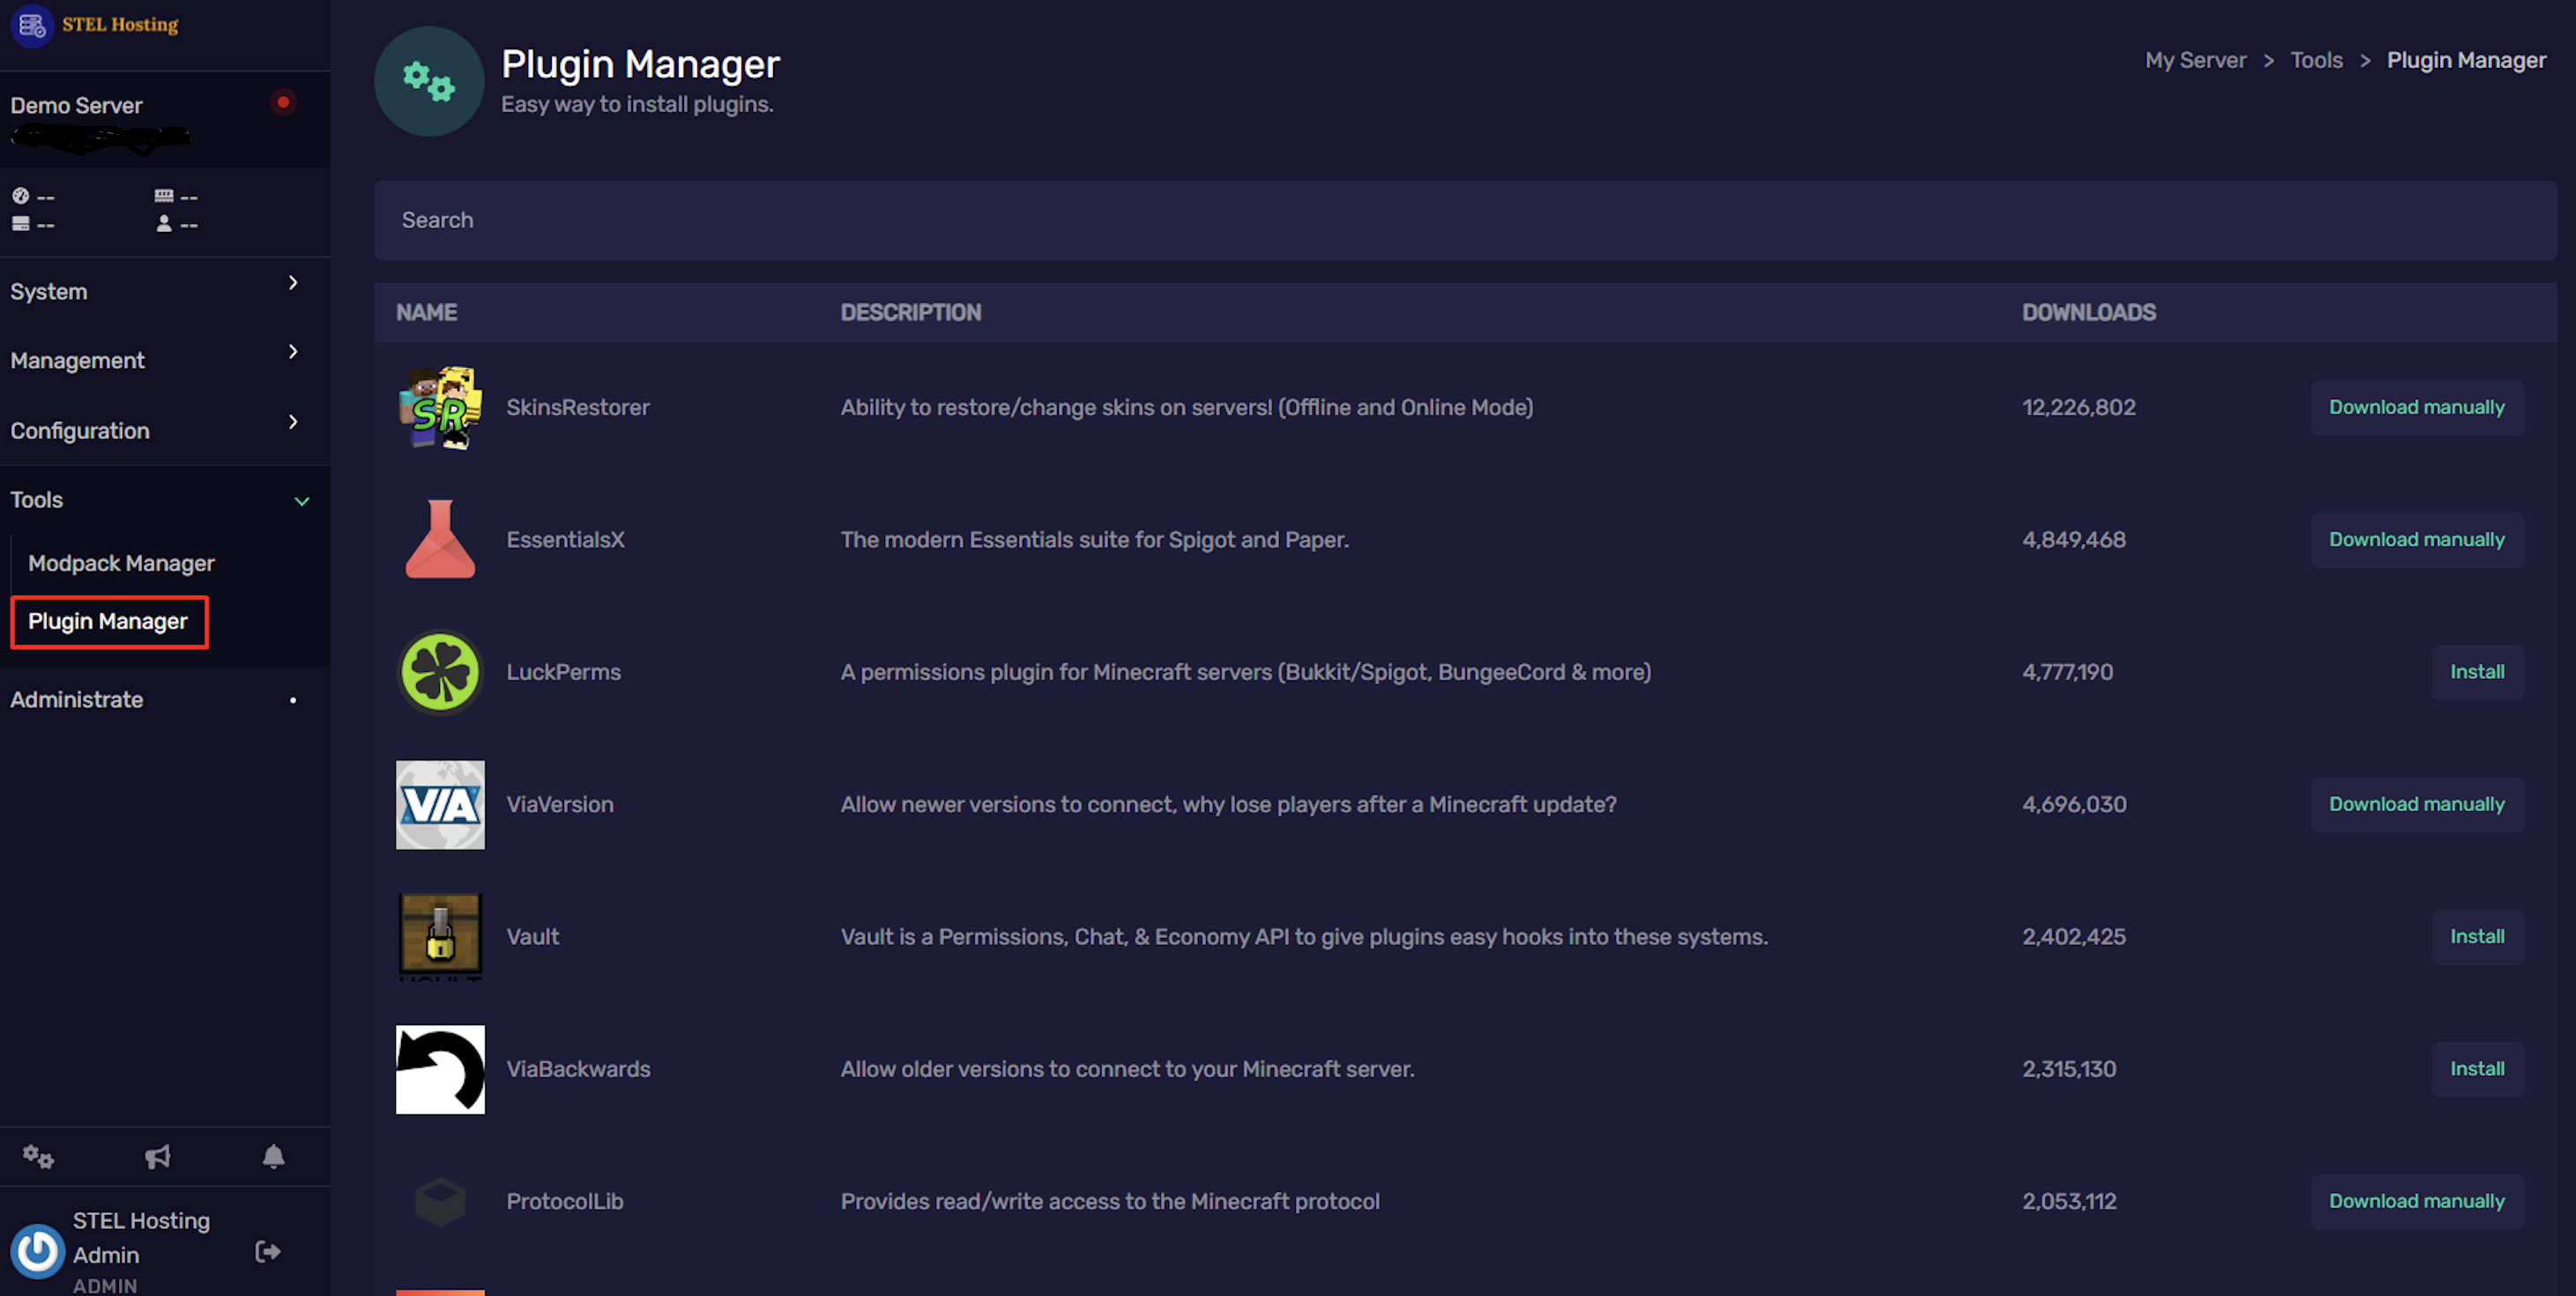 STEL Hosting
Demo Server
--
--
--
--
System
Management
Configuration
Tools
Modpack Manager
Plugin Manager
Administrate
STEL Hosting
Admin
ADMIN
Plugin Manager
Easy way to install plugins.
My Server > Tools > Plugin Manager
Search
NAME DESCRIPTION DOWNLOADS
SR
SkinsRestorer Ability to restore/change skins on servers! (Offline and Online Mode) 12,226,802 Download manually
EssentialsX The modern Essentials suite for Spigot and Paper. 4,849,468 Download manually
LuckPerms A permissions plugin for Minecraft servers (Bukkit/Spigot, BungeeCord & more) 4,777,190 Install
VIA
ViaVersion Allow newer versions to connect, why lose players after a Minecraft update? 4,696,030 Download manually
Vault Vault is a Permissions, Chat, & Economy API to give plugins easy hooks into these systems. 2,402,425 Install
ViaBackwards Allow older versions to connect to your Minecraft server. 2,315,130 Install
ProtocolLib Provides read/write access to the Minecraft protocol 2,053,112 Download manually